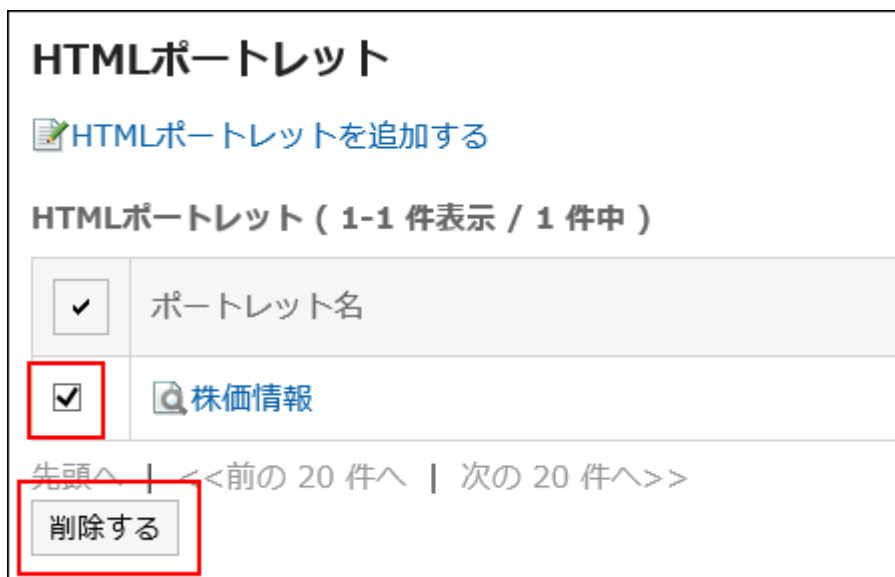 HTMLポートレット
HTMLポートレットを追加する
HTMLポートレット ( 1-1 件表示 / 1 件中 )
ポートレット名
株価情報
先頭へ | <<前の 20 件へ | 次の 20 件へ>>
削除する